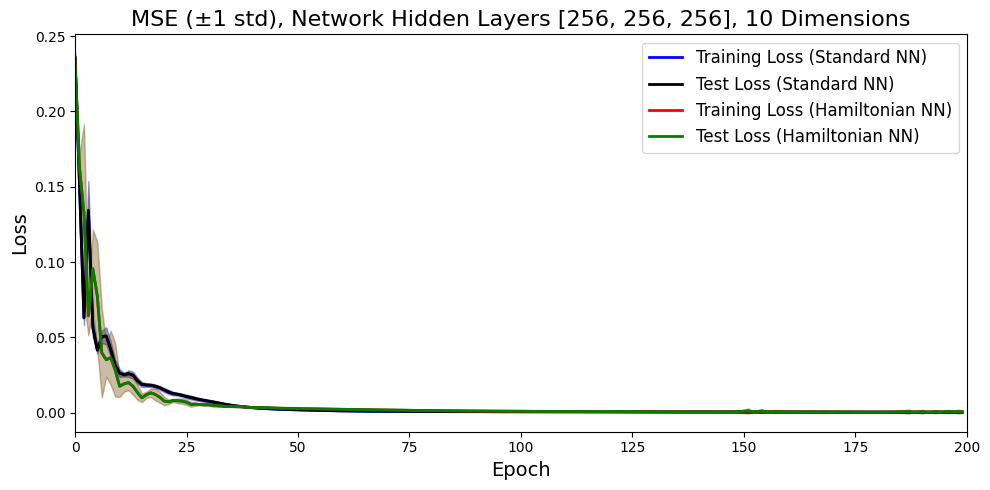 MSE (±1 std), Network Hidden Layers [256, 256, 256], 10 Dimensions
Training Loss (Standard NN)
Test Loss (Standard NN)
Training Loss (Hamiltonian NN)
Test Loss (Hamiltonian NN)
Loss
0.25
0.20
0.15
0.10
0.05
0.00
0 25 50 75 100 125 150 175 200
Epoch